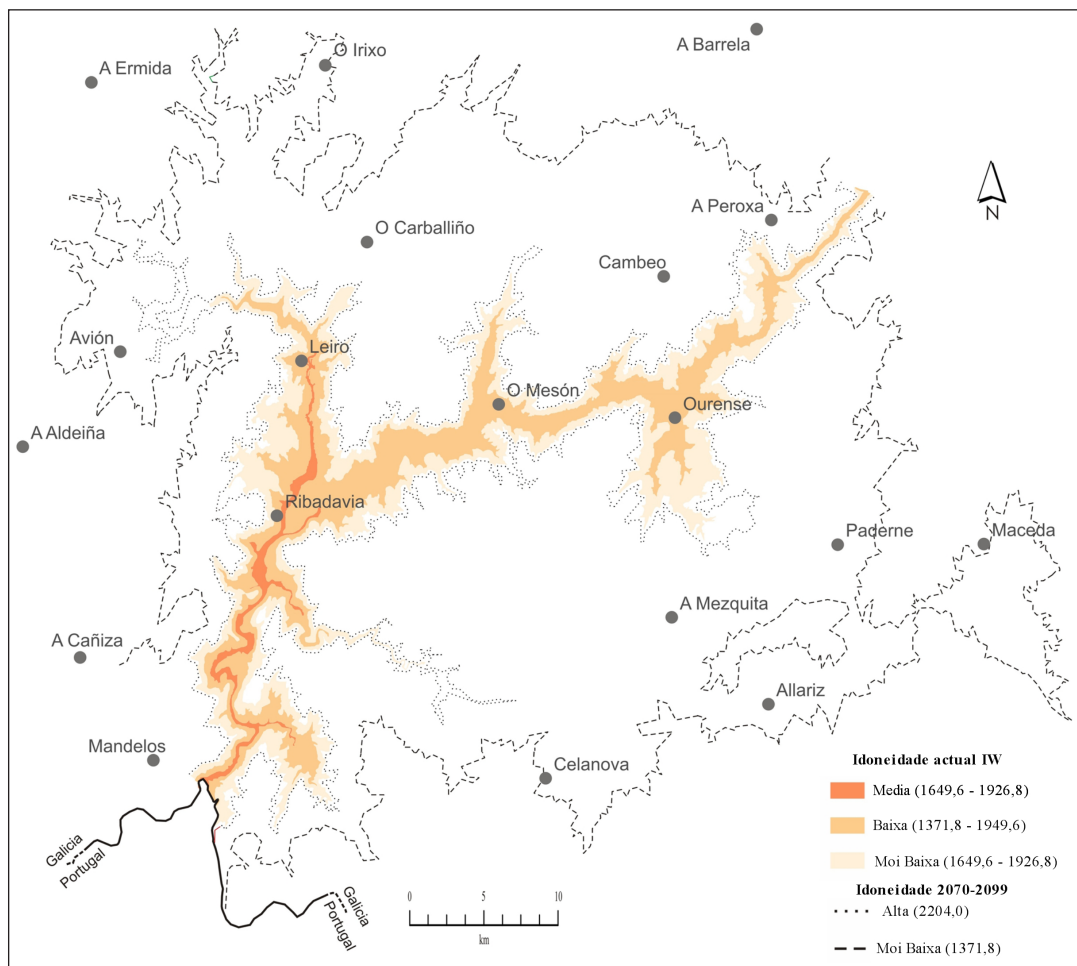 A Barrela
O Irixo
A Ermida
A Peroxa
N
O Carballiño
Cambeo
Avión
Leiro
O Mesón
Ourense
A Aldeiña
Ribadavia
Paderne
Maceda
A Mezquita
A Cañiza
Allariz
Mandelos
Celanova
Idoneidade actual IW
Media (1649,6 - 1926,8)
Baixa (1371,8 - 1949,6)
Moi Baixa (1649,6 - 1926,8)
Idoneidade 2070-2099
Alta (2204,0)
Moi Baixa (1371,8)
Galicia
Portugal
Galicia
Portugal
0 5 10
km